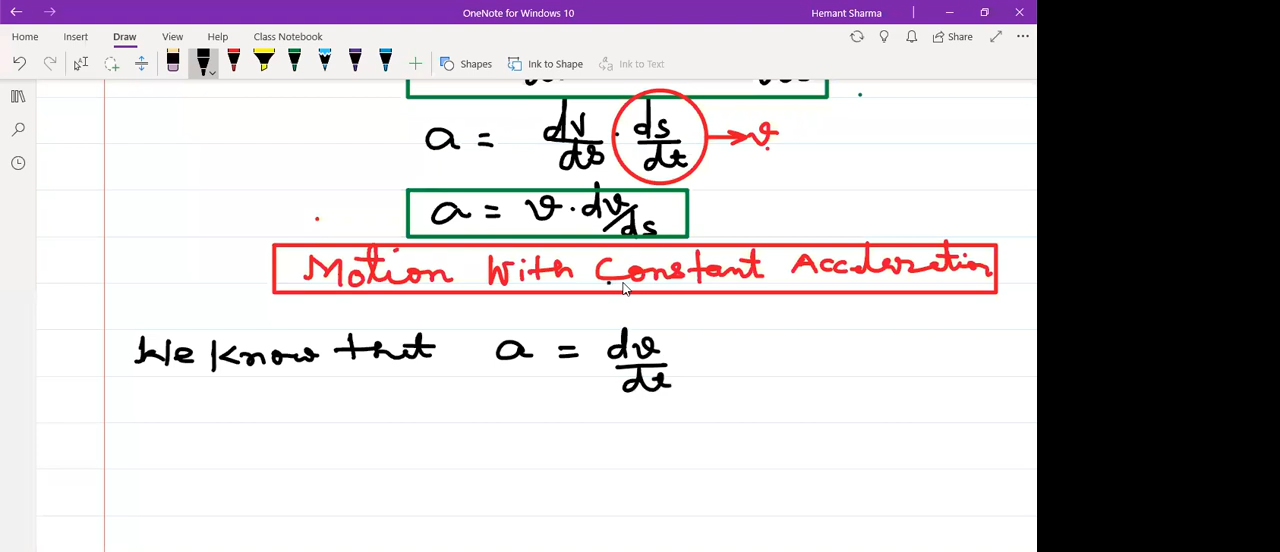 OneNote for Windows 10
Hemant Sharma
Home Insert Draw View Help Class Notebook Share
Shapes Ink to Shape Ink to Text
a = dv/ds · ds/dt → v
a = v · dv/ds
Motion With Constant Acceleration
We know that a = dv/dt